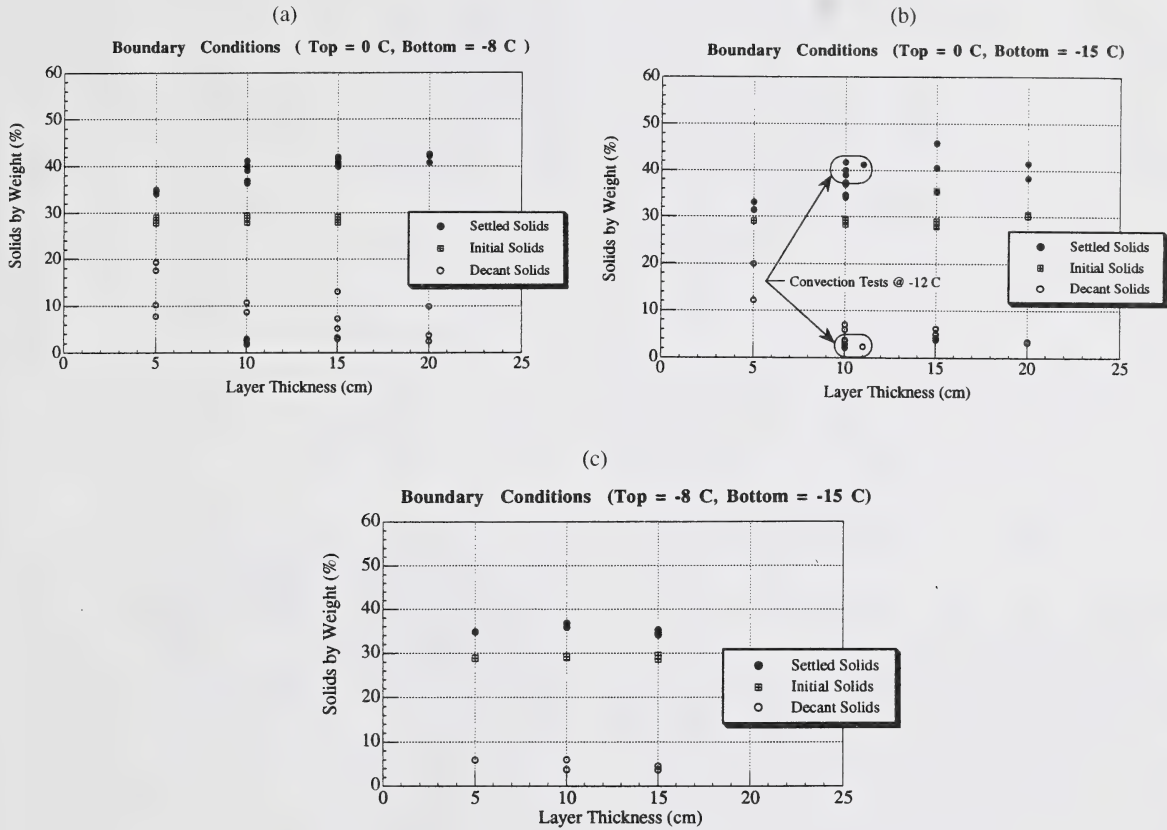 (a)
Boundary Conditions ( Top = 0 C, Bottom = -8 C )
Solids by Weight (%)
60
50
40
30
20
10
0
0 5 10 15 20 25
Layer Thickness (cm)
Settled Solids
Initial Solids
Decant Solids
(b)
Boundary Conditions (Top = 0 C, Bottom = -15 C)
Solids by Weight (%)
60
50
40
30
20
10
0
0 5 10 15 20 25
Layer Thickness (cm)
Settled Solids
Initial Solids
Decant Solids
Convection Tests @ -12 C
(c)
Boundary Conditions (Top = -8 C, Bottom = -15 C)
Solids by Weight (%)
60
50
40
30
20
10
0
0 5 10 15 20 25
Layer Thickness (cm)
Settled Solids
Initial Solids
Decant Solids